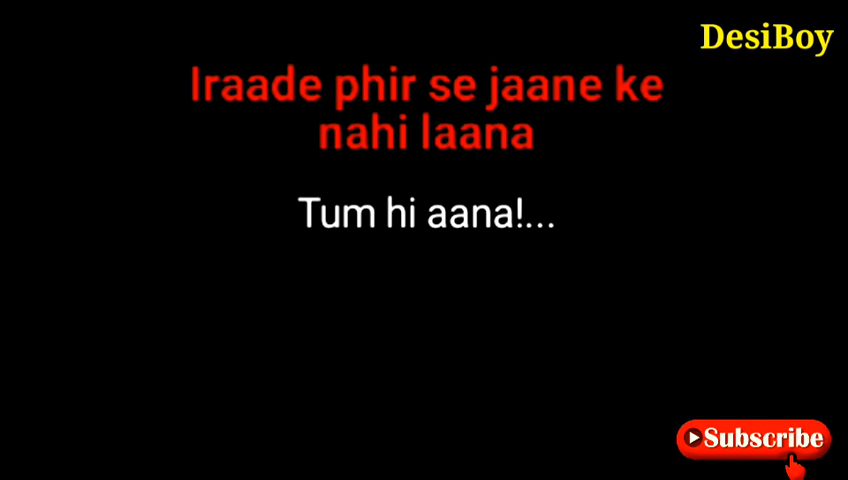 DesiBoy
Iraade phir se jaane ke
nahi laana
Tum hi aana!...
Subscribe